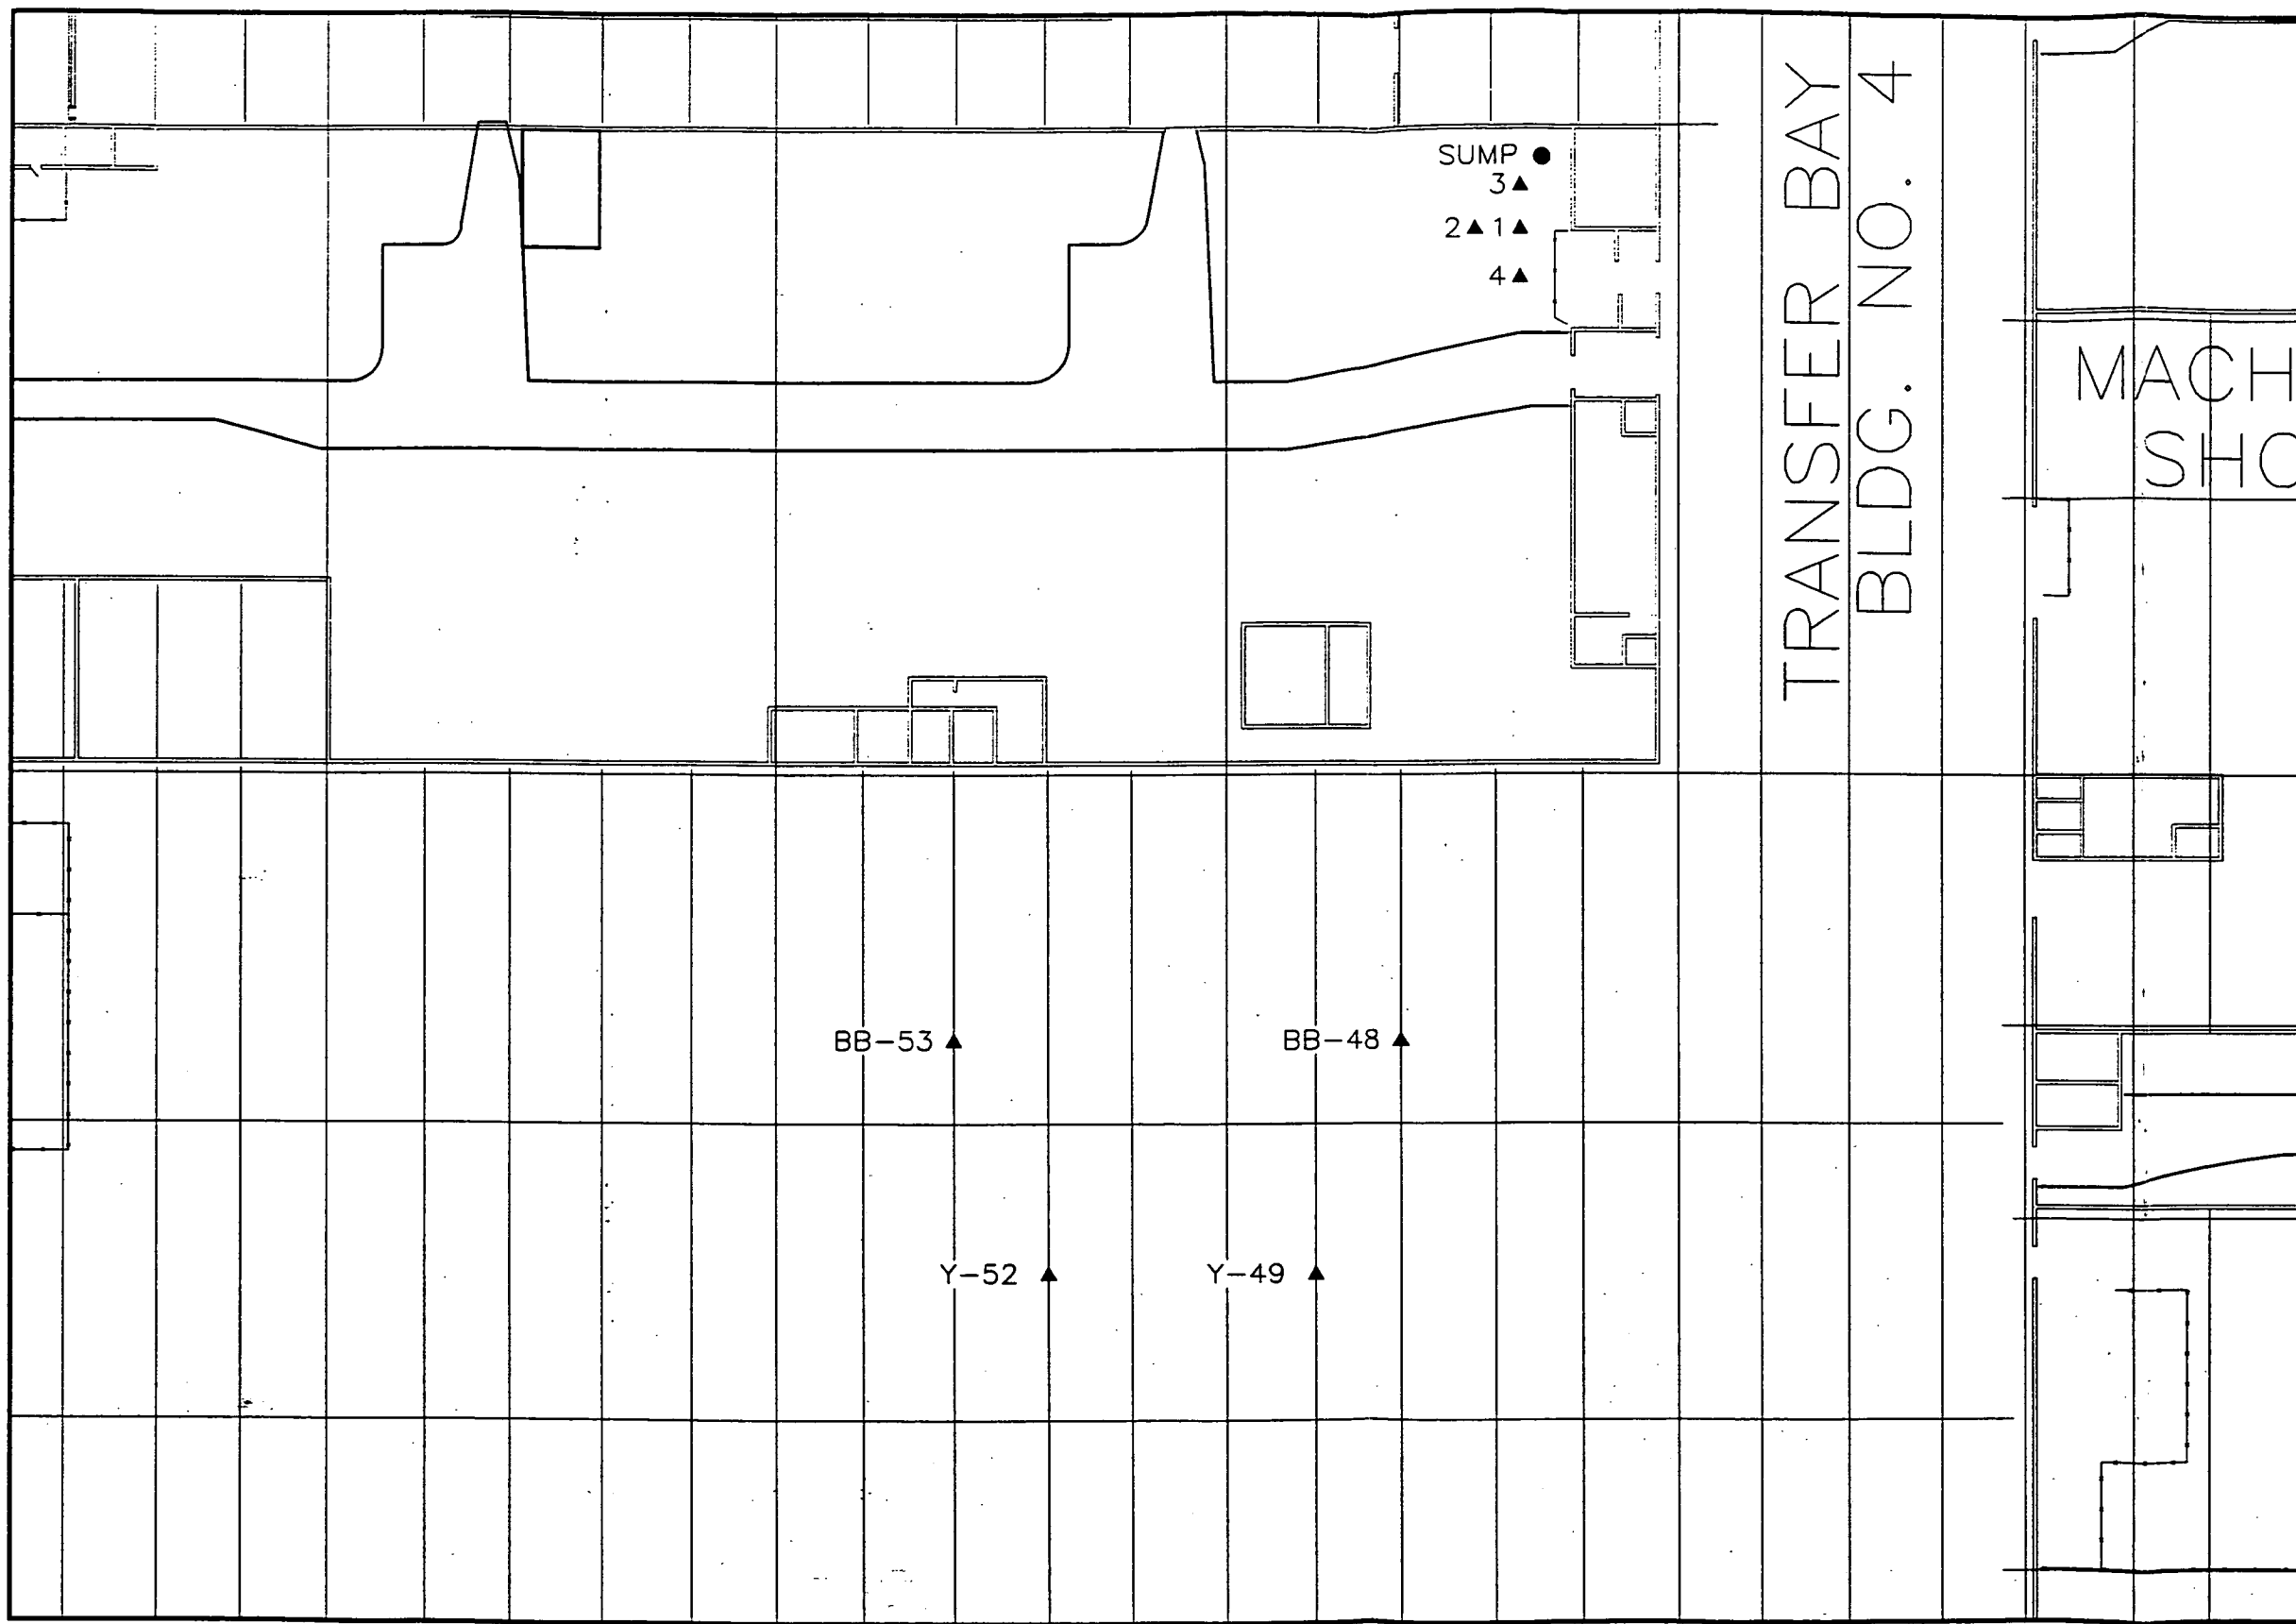 SUMP
3
2 1
4
TRANSFER BAY
BLDG. NO. 4
MACH
SHO
BB-53
BB-48
Y-52
Y-49